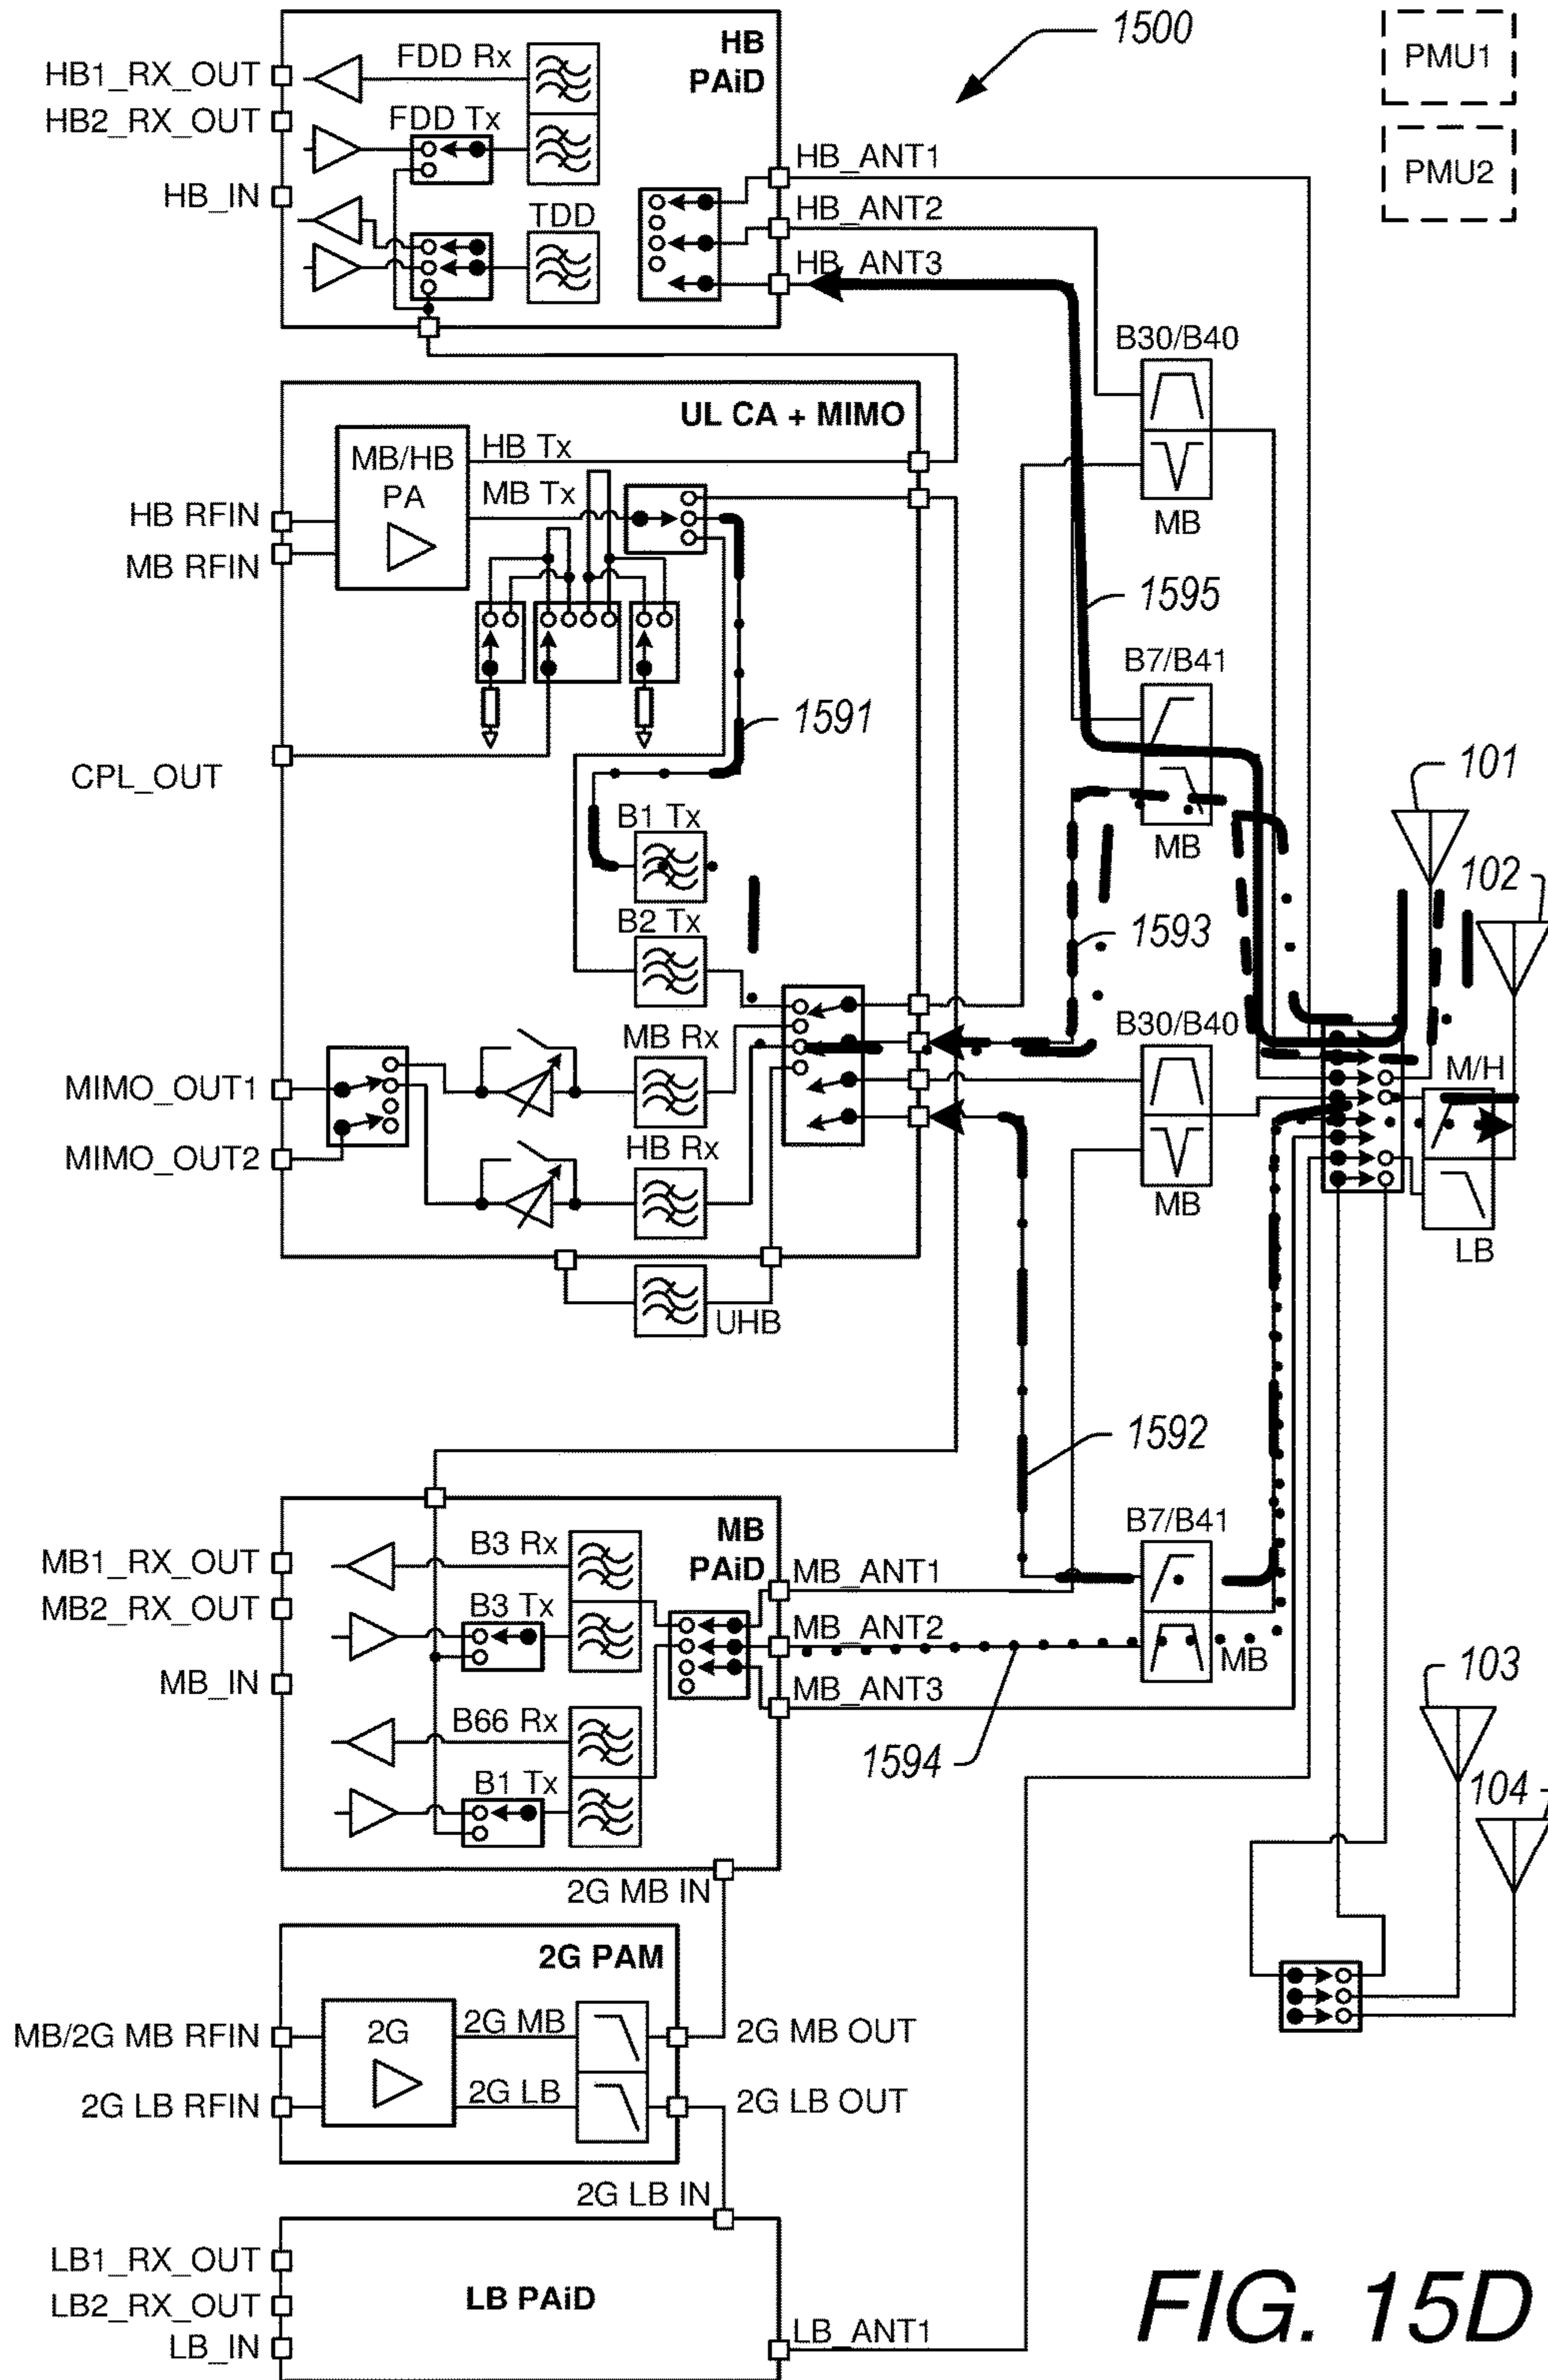 1500
PMU1
PMU2
HB
PAiD
HB1_RX_OUT
FDD Rx
HB2_RX_OUT
FDD Tx
HB_IN
TDD
HB_ANT1
HB_ANT2
HB_ANT3
B30/B40
MB
UL CA + MIMO
MB/HB
PA
HB Tx
MB Tx
HB RFIN
MB RFIN
1595
B7/B41
MB
1591
CPL_OUT
101
102
B1 Tx
B2 Tx
1593
B30/B40
MB
MB Rx
M/H
LB
MIMO_OUT1
MIMO_OUT2
HB Rx
UHB
1592
B7/B41
MB
MB
PAiD
MB1_RX_OUT
B3 Rx
MB2_RX_OUT
B3 Tx
MB_ANT1
MB_ANT2
MB_IN
MB_ANT3
B66 Rx
B1 Tx
1594
103
104
2G MB IN
2G PAM
MB/2G MB RFIN
2G
2G MB
2G MB OUT
2G LB RFIN
2G LB
2G LB OUT
2G LB IN
LB1_RX_OUT
LB2_RX_OUT
LB PAiD
LB_IN
LB_ANT1
FIG. 15D